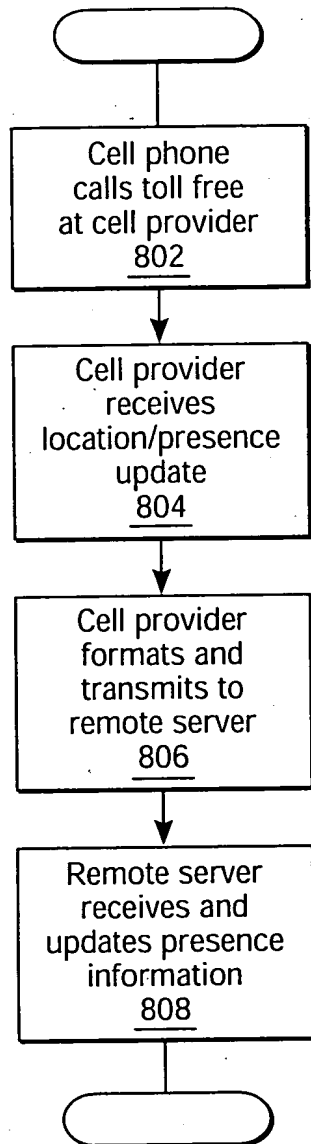 Cell phone
calls toll free
at cell provider
802
Cell provider
receives
location/presence
update
804
Cell provider
formats and
transmits to
remote server
806
Remote server
receives and
updates presence
information
808